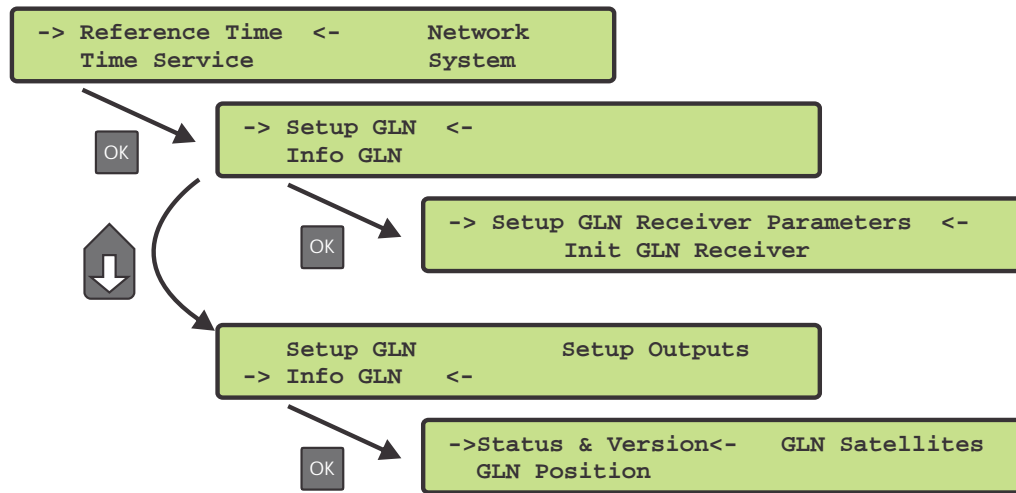 -> Reference Time <- Network
Time Service System
OK
-> Setup GLN <-
Info GLN
OK
-> Setup GLN Receiver Parameters <-
Init GLN Receiver
Setup GLN Setup Outputs
-> Info GLN <-
OK
->Status & Version<- GLN Satellites
GLN Position